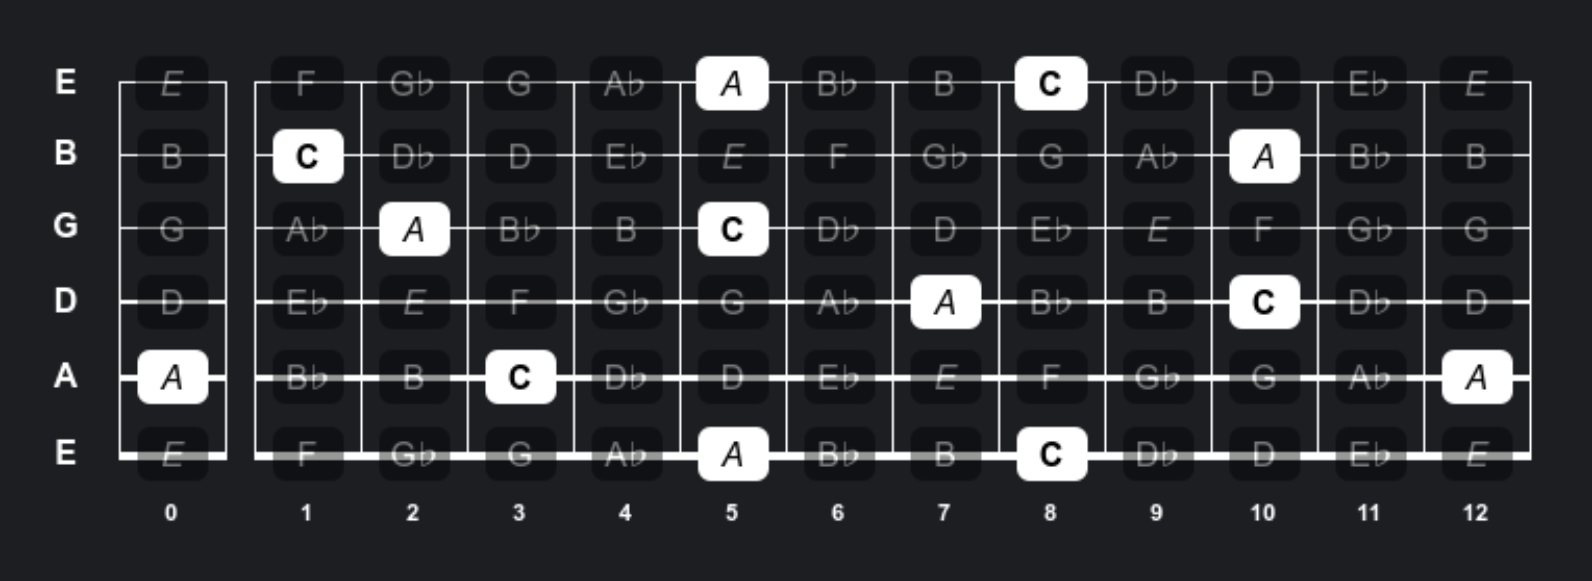 E E F G♭ G A♭ A B♭ B C D♭ D E♭ E
B B C D♭ D E♭ E F G♭ G A♭ A B♭ B
G G A♭ A B♭ B C D♭ D E♭ E F G♭ G
D D E♭ E F G♭ G A♭ A B♭ B C D♭ D
A A B♭ B C D♭ D E♭ E F G♭ G A♭ A
E E F G♭ G A♭ A B♭ B C D♭ D E♭ E
0 1 2 3 4 5 6 7 8 9 10 11 12